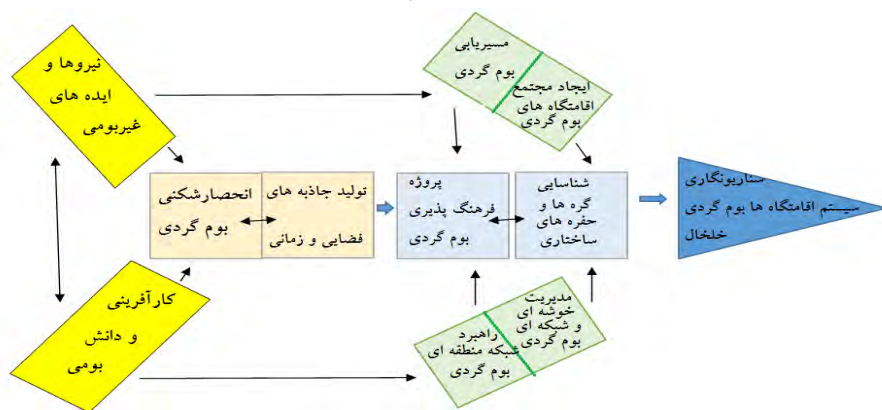 نیروها و
ایده های
غیربومی
مسیریابی
بوم گردی
ایجاد مجتمع
اقامتگاه های
بوم گردی
انحصارشکنی
بوم گردی
تولید جاذبه های
فضایی و زمانی
پروژه
فرهنگ پذیری
بوم گردی
شناسایی
گره ها و
حفره های
ساختاری
سناریونگاری
سیستم اقامتگاه ها بوم گردی
خلخال
کارآفرینی
و دانش
بومی
راهبرد
شبکه منطقه ای
بوم گردی
مدیریت
خوشه ای
و شبکه ای
بوم گردی